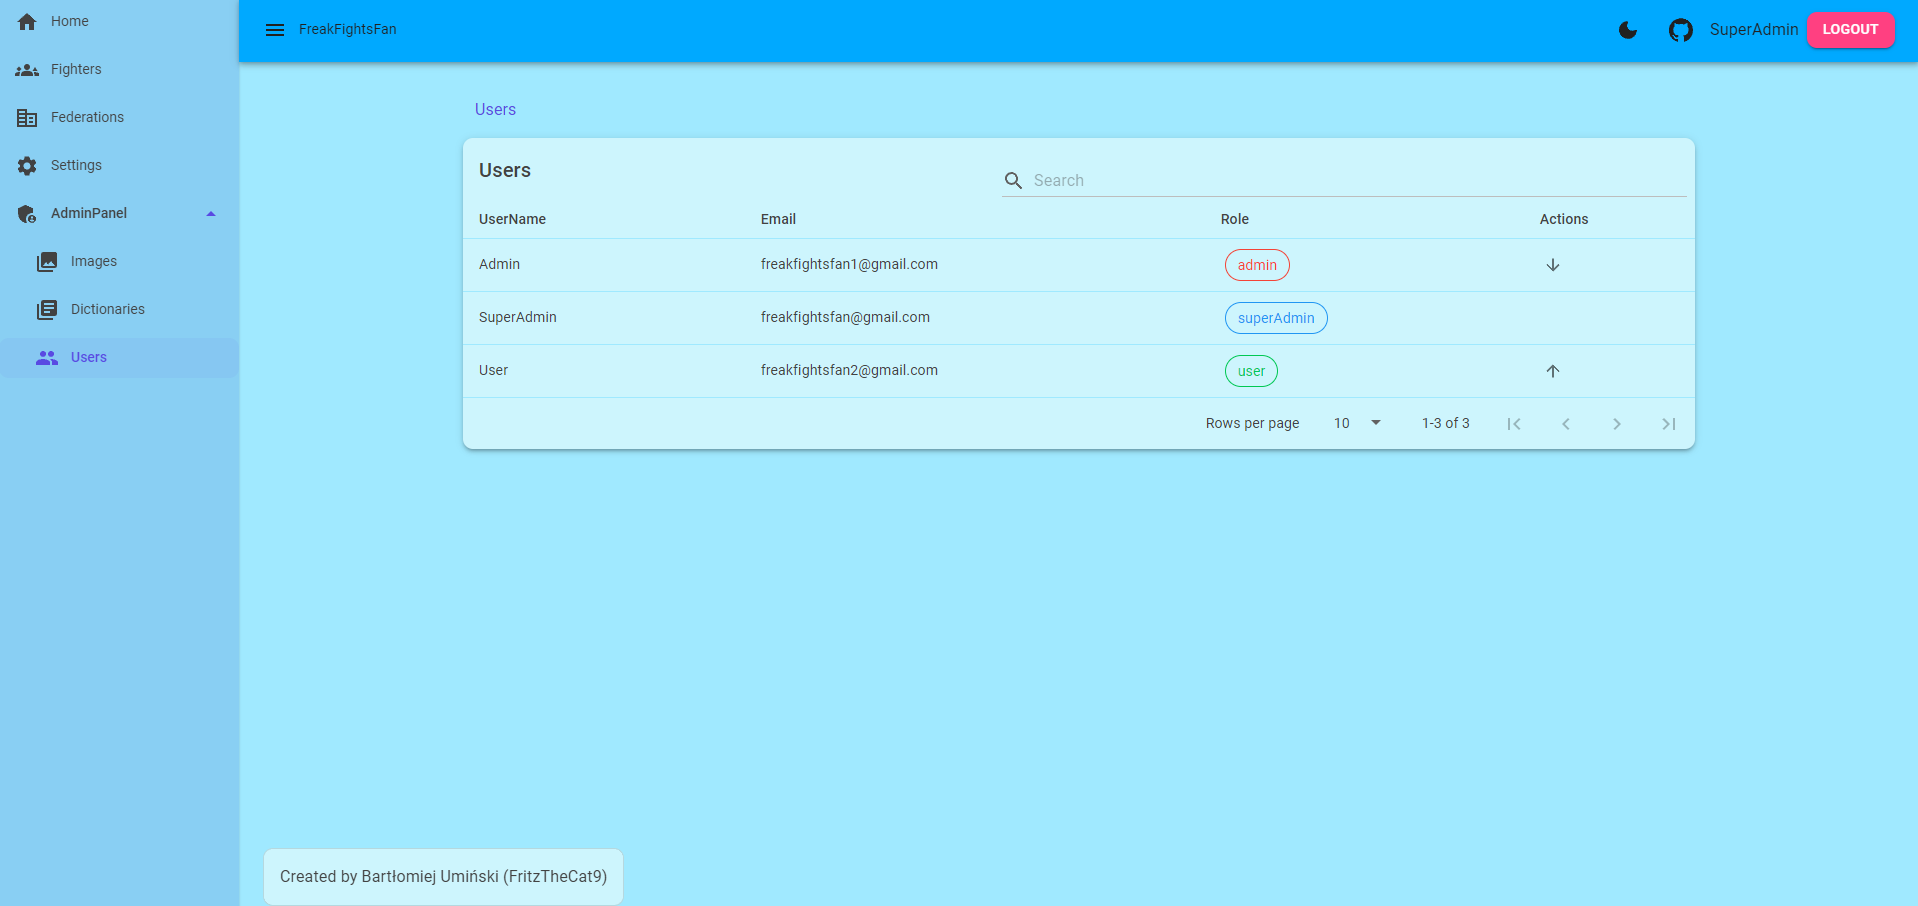 Home
Fighters
Federations
Settings
AdminPanel
Images
Dictionaries
Users
FreakFightsFan
SuperAdmin
LOGOUT
Users
Users
Search
UserName Email Role Actions
Admin freakfightsfan1@gmail.com admin
SuperAdmin freakfightsfan@gmail.com superAdmin
User freakfightsfan2@gmail.com user
Rows per page 10 1-3 of 3
Created by Bartłomiej Umiński (FritzTheCat9)